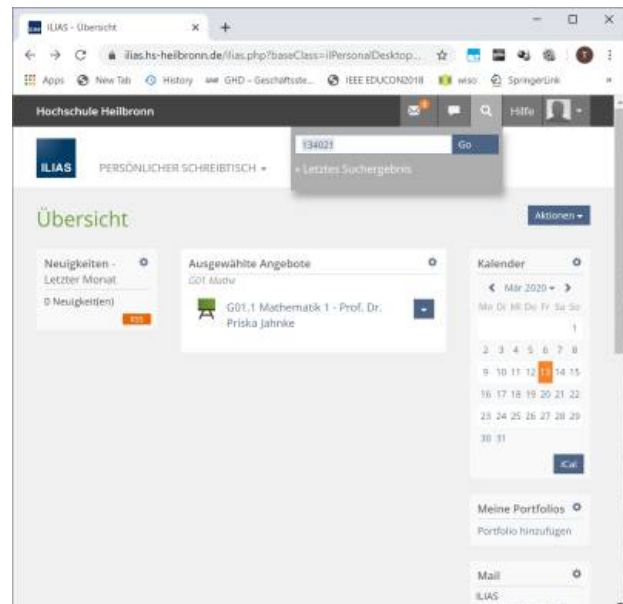 ILIAS - Übersicht
ilias.hs-heilbronn.de/ilias.php?baseClass=ilPersonalDesktop...
Apps New Tab History GHD – Geschäftsste... IEEE EDUCON2018 wiso SpringerLink
Hochschule Heilbronn Hilfe
134021 Go
» Letztes Suchergebnis
ILIAS PERSÖNLICHER SCHREIBTISCH
Übersicht
Aktionen
Neuigkeiten -
Letzter Monat
0 Neuigkeit(en)
RSS
Ausgewählte Angebote
G01 Mathe
G01.1 Mathematik 1 - Prof. Dr.
Priska Jahnke
Kalender
Mär 2020
Mo Di Mi Do Fr Sa So
1
2 3 4 5 6 7 8
9 10 11 12 13 14 15
16 17 18 19 20 21 22
23 24 25 26 27 28 29
30 31
iCal
Meine Portfolios
Portfolio hinzufügen
Mail
ILIAS